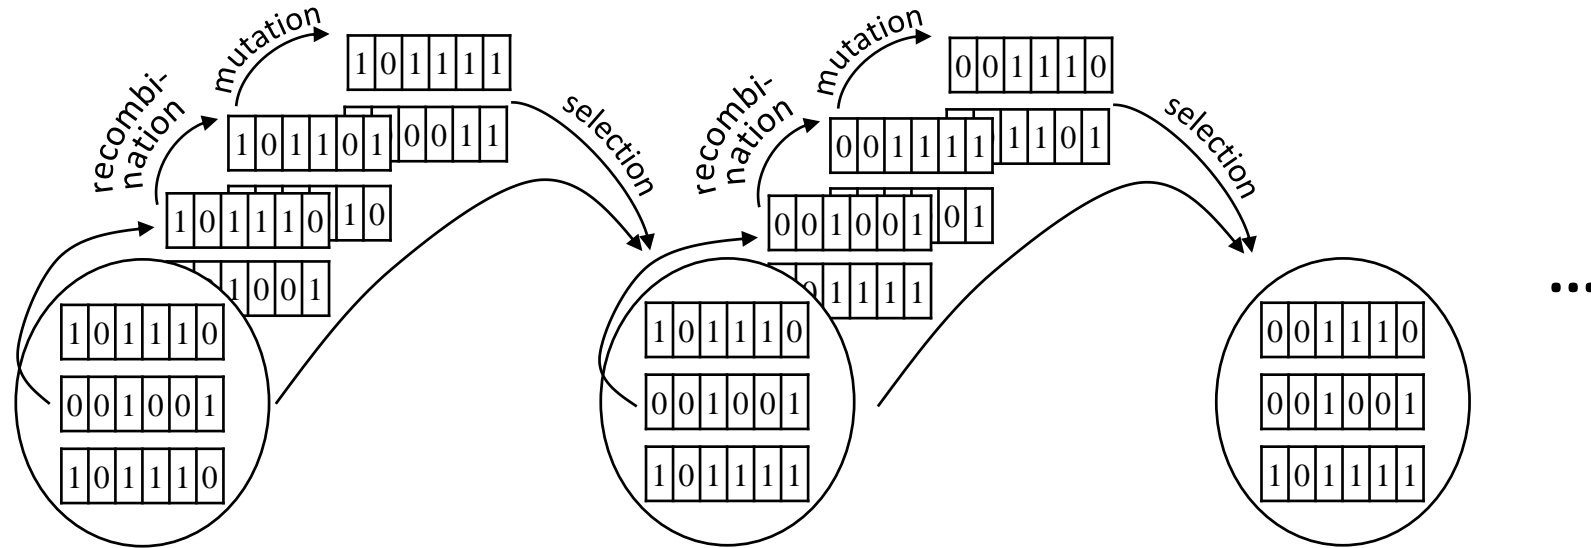 mutation
1 0 1 1 1 1
recombi-
nation
1 0 1 1 0 1
0 0 1 1
selection
1 0 1 1 1 0
1 0
1 0 0 1
1 0 1 1 1 0
0 0 1 0 0 1
1 0 1 1 1 0
mutation
0 0 1 1 1 0
recombi-
nation
0 0 1 1 1 1
1 1 0 1
selection
0 0 1 0 0 1
0 1
1 1 1 1
1 0 1 1 1 0
0 0 1 0 0 1
1 0 1 1 1 1
0 0 1 1 1 0
0 0 1 0 0 1
1 0 1 1 1 1
...